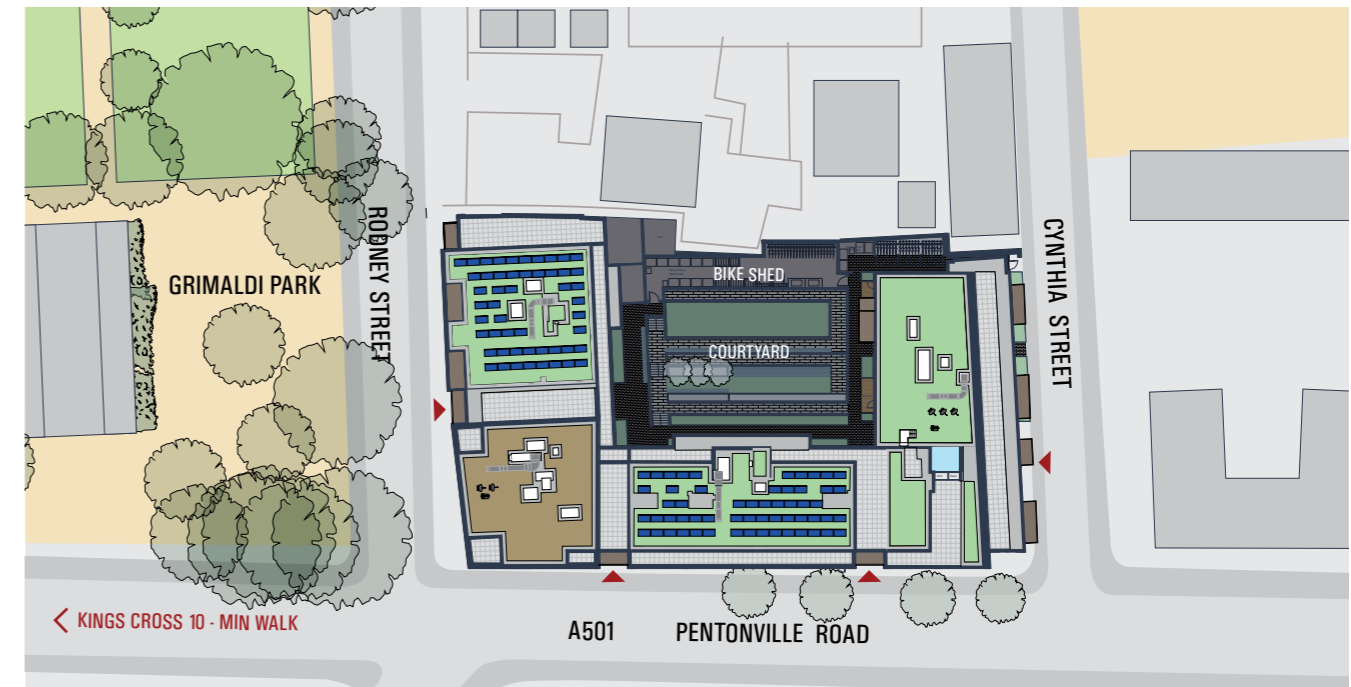 RODNEY STREET
CYNTHIA STREET
BIKE SHED
GRIMALDI PARK
COURTYARD
KINGS CROSS 10 - MIN WALK
A501 PENTONVILLE ROAD